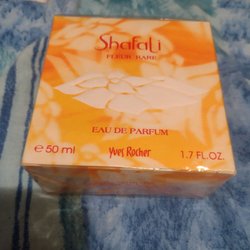 Shafali
FLEUR RARE
EAU DE PARFUM
e 50 ml Yves Rocher 1.7 FL.OZ.